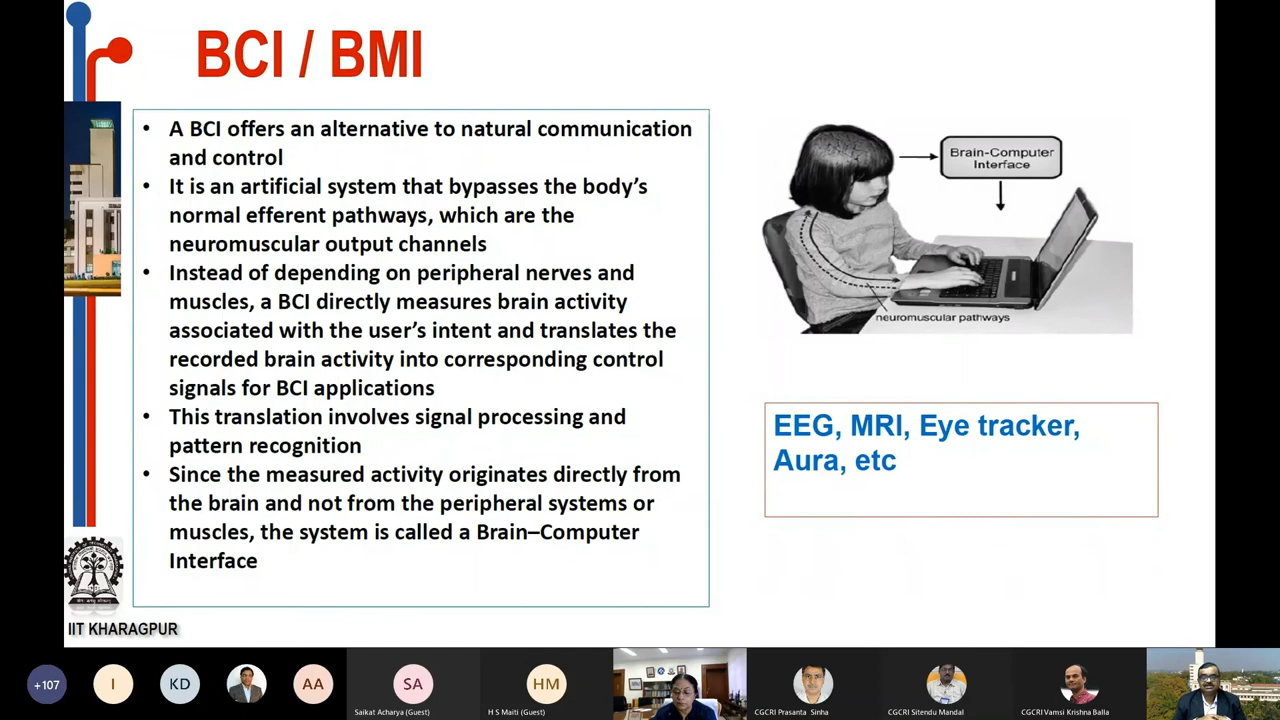 BCI / BMI
• A BCI offers an alternative to natural communication
and control
• It is an artificial system that bypasses the body's
normal efferent pathways, which are the
neuromuscular output channels
• Instead of depending on peripheral nerves and
muscles, a BCI directly measures brain activity
associated with the user's intent and translates the
recorded brain activity into corresponding control
signals for BCI applications
• This translation involves signal processing and
pattern recognition
• Since the measured activity originates directly from
the brain and not from the peripheral systems or
muscles, the system is called a Brain–Computer
Interface
Brain-Computer
Interface
neuromuscular pathways
EEG, MRI, Eye tracker,
Aura, etc
IIT KHARAGPUR
+107
I
KD
AA
SA
Saikat Acharya (Guest)
HM
H S Maiti (Guest)
CGCRI Prasanta Sinha
CGCRI Sitendu Mandal
CGCRI Vamsi Krishna Balla